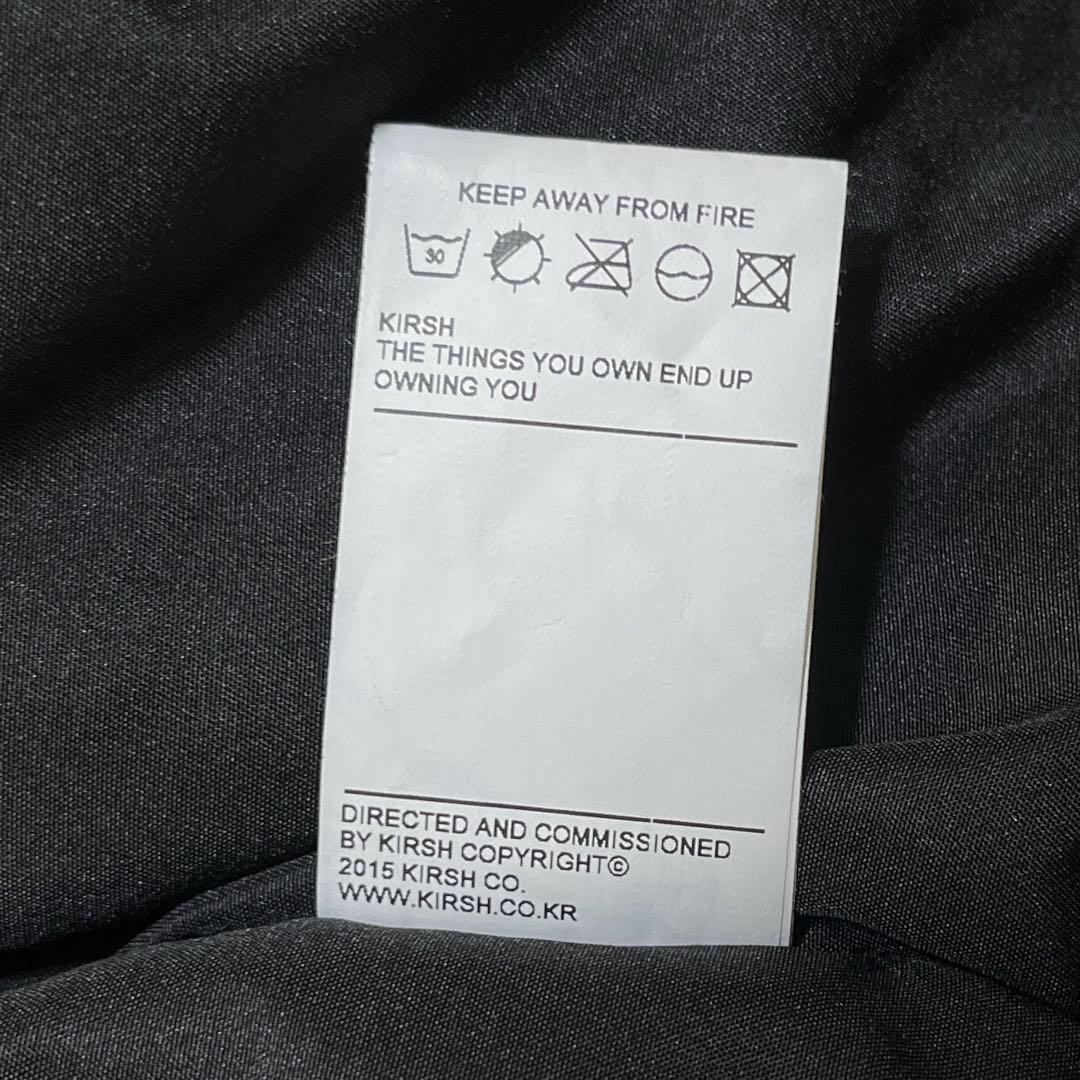 KEEP AWAY FROM FIRE
30
KIRSH
THE THINGS YOU OWN END UP
OWNING YOU
DIRECTED AND COMMISSIONED
BY KIRSH COPYRIGHT©
2015 KIRSH CO.
WWW.KIRSH.CO.KR